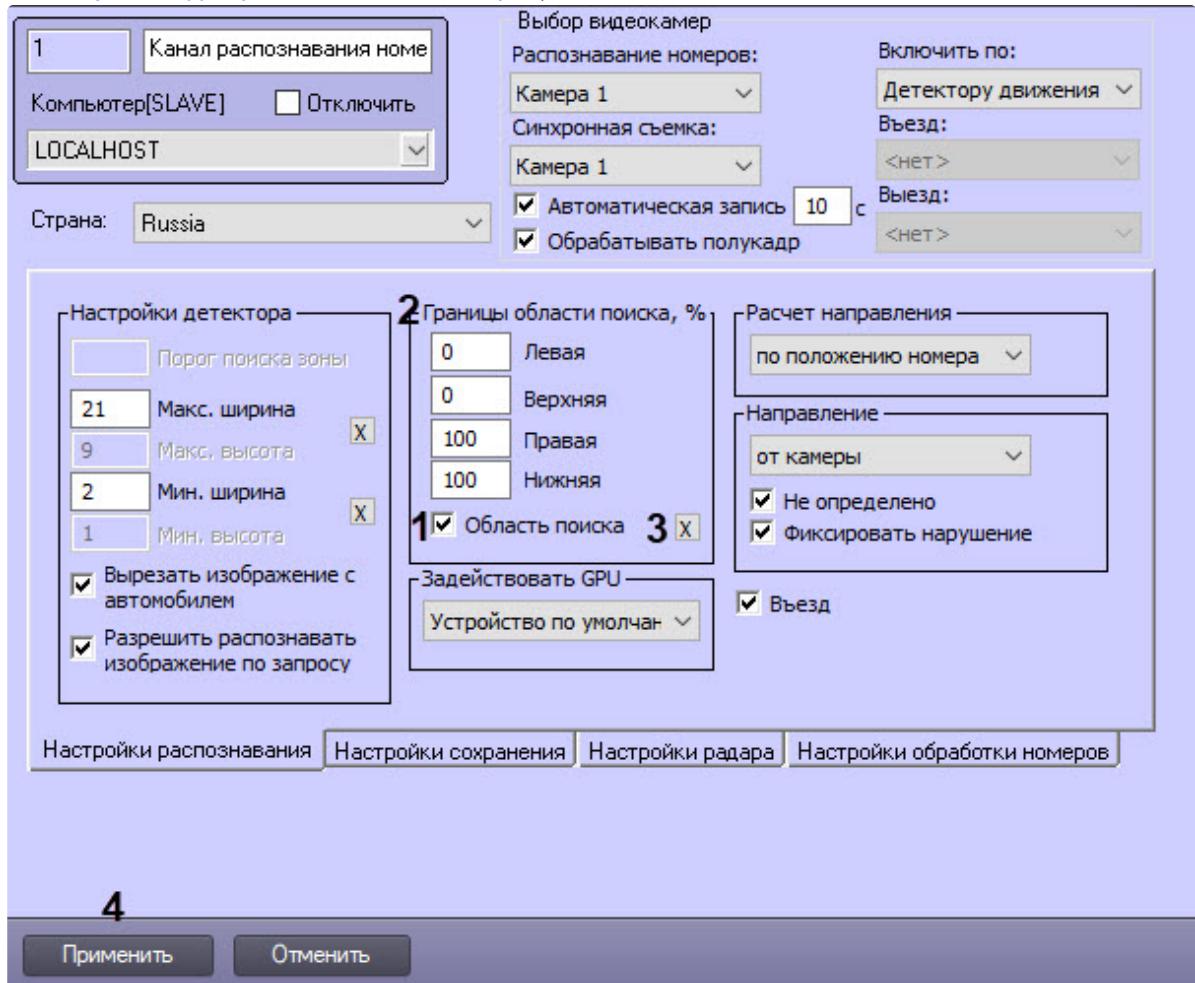 1
Канал распознавания номе
Компьютер[SLAVE]
Отключить
LOCALHOST
Страна:
Russia
Выбор видеокамер
Распознавание номеров:
Камера 1
Синхронная съемка:
Камера 1
Автоматическая запись 10 с
Обрабатывать полукадр
Включить по:
Детектору движения
Въезд:
<нет>
Выезд:
<нет>
Настройки детектора
Порог поиска зоны
21 Макс. ширина
9 Макс. высота
X
2 Мин. ширина
1 Мин. высота
X
Вырезать изображение с
автомобилем
Разрешить распознавать
изображение по запросу
2
Границы области поиска, %
0 Левая
0 Верхняя
100 Правая
100 Нижняя
1 Область поиска 3 X
Задействовать GPU
Устройство по умолчан
Расчет направления
по положению номера
Направление
от камеры
Не определено
Фиксировать нарушение
Въезд
Настройки распознавания
Настройки сохранения
Настройки радара
Настройки обработки номеров
4
Применить
Отменить